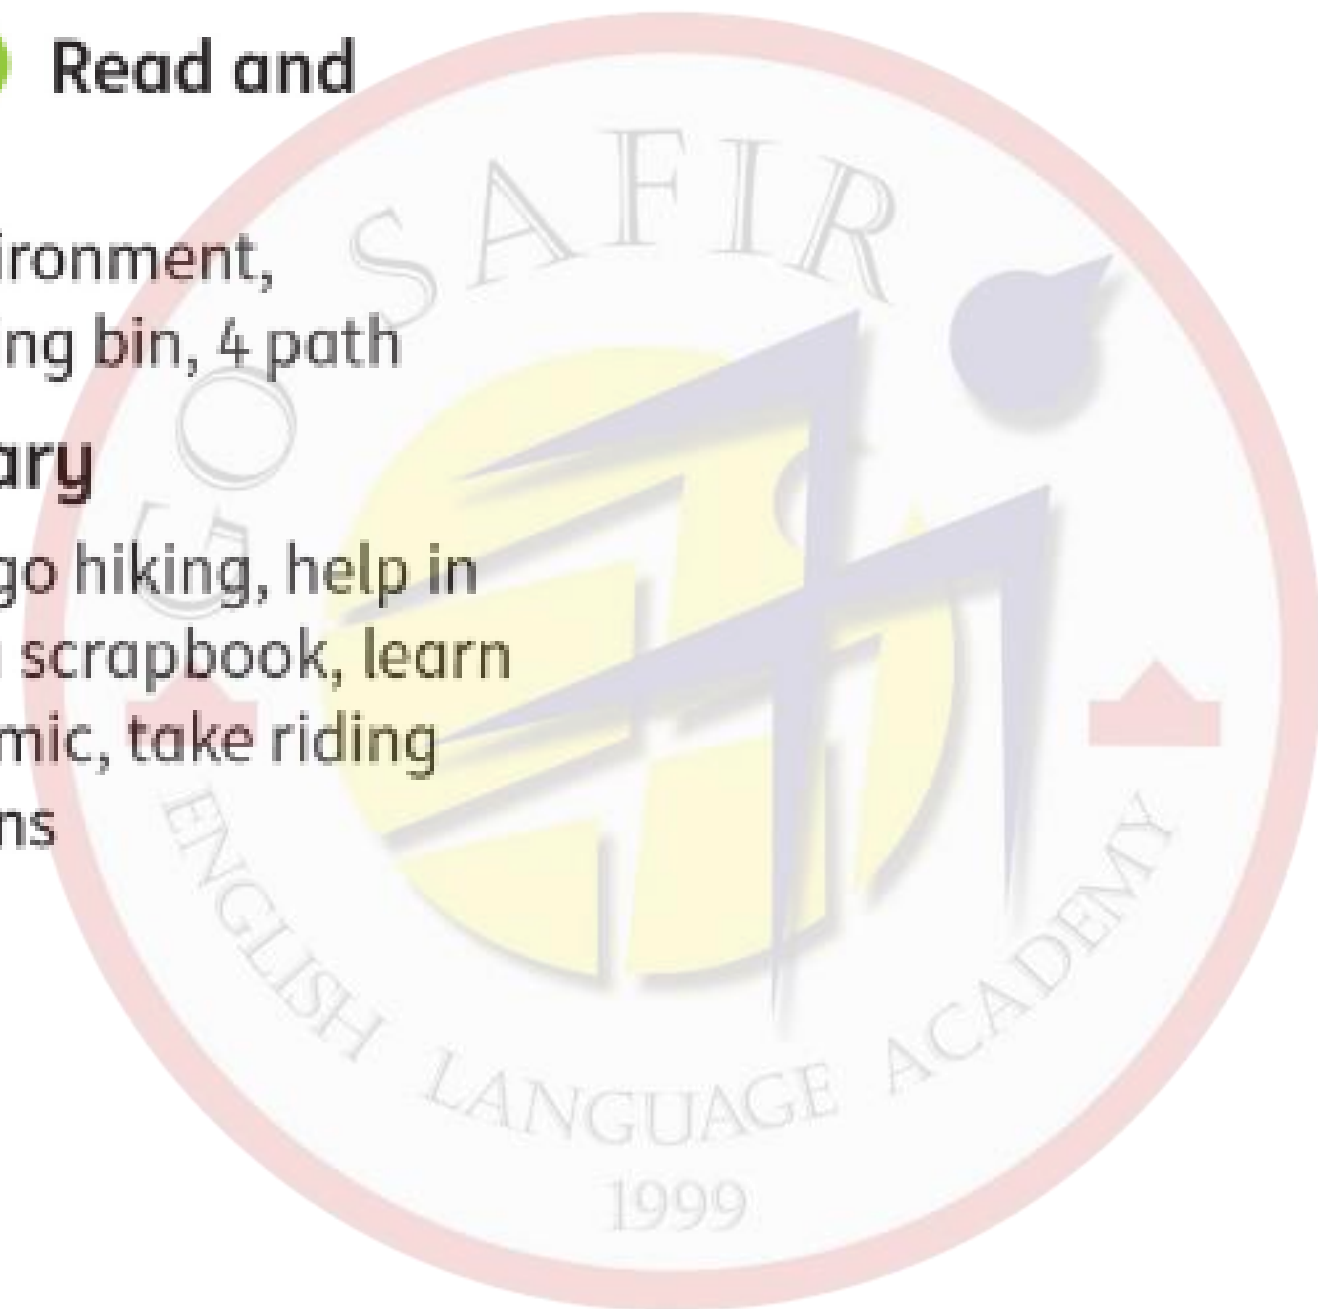 Read and
ironment,
ing bin, 4 path
ary
go hiking, help in
scrapbook, learn
mic, take riding
ns
GO SAFIR
ENGLISH LANGUAGE ACADEMY
1999